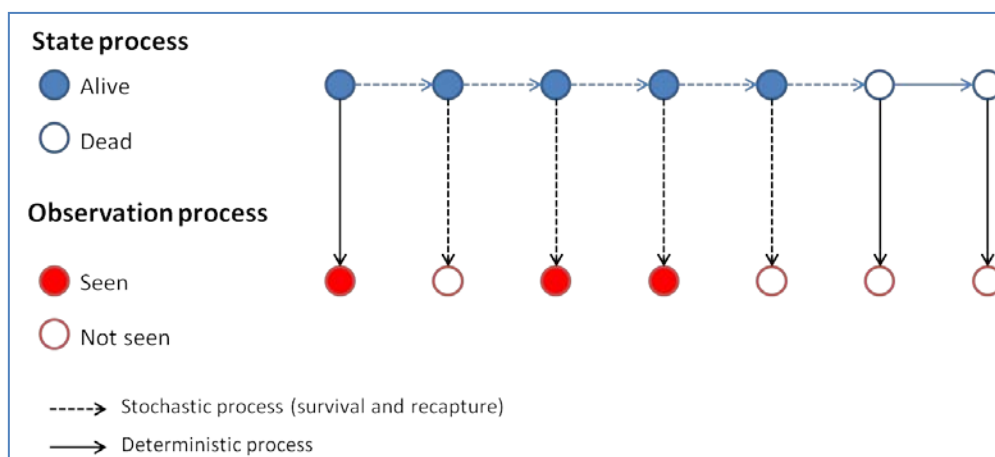 State process
Alive
Dead
Observation process
Seen
Not seen
Stochastic process (survival and recapture)
Deterministic process